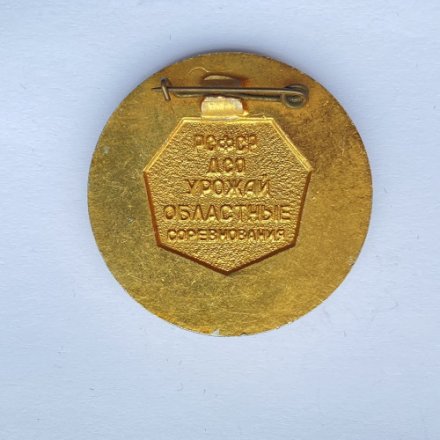 РСФСР
ДСО
УРОЖАЙ
ОБЛАСТНЫЕ
СОРЕВНОВАНИЯ